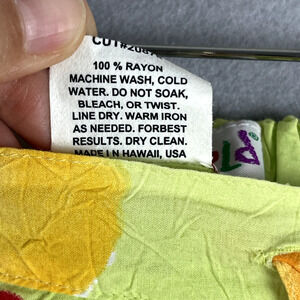 100 % RAYON
MACHINE WASH, COLD
WATER. DO NOT SOAK,
BLEACH, OR TWIST.
LINE DRY. WARM IRON
AS NEEDED. FORBEST
RESULTS. DRY CLEAN.
MADE IN HAWAII, USA